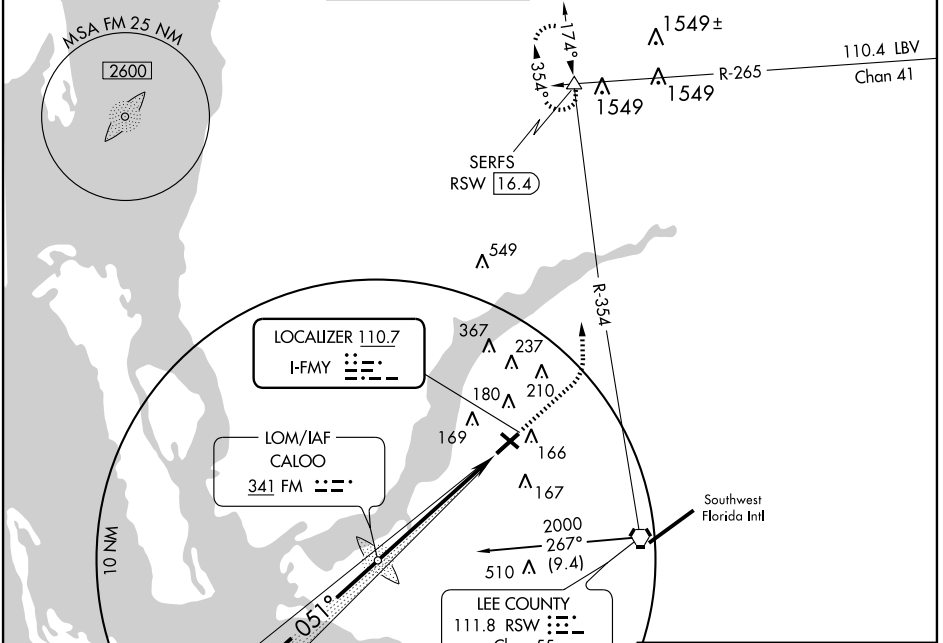 MSA FM 25 NM
2600
174°
354°
1549±
110.4 LBV
Chan 41
R-265
1549
1549
SERFS
RSW 16.4
549
R-354
LOCALIZER 110.7
I-FMY
367
237
210
180
169
166
167
LOM/IAF
CALOO
341 FM
10 NM
051°
Southwest
Florida Intl
2000
267°
(9.4)
510
LEE COUNTY
111.8 RSW
Chan 55